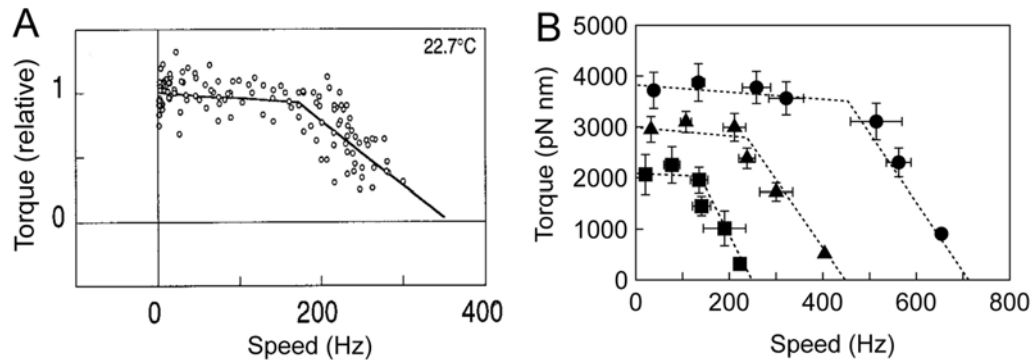 A
22.7°C
Torque (relative)
1
0
0
200
400
Speed (Hz)
B
Torque (pN nm)
5000
4000
3000
2000
1000
0
0
200
400
600
800
Speed (Hz)